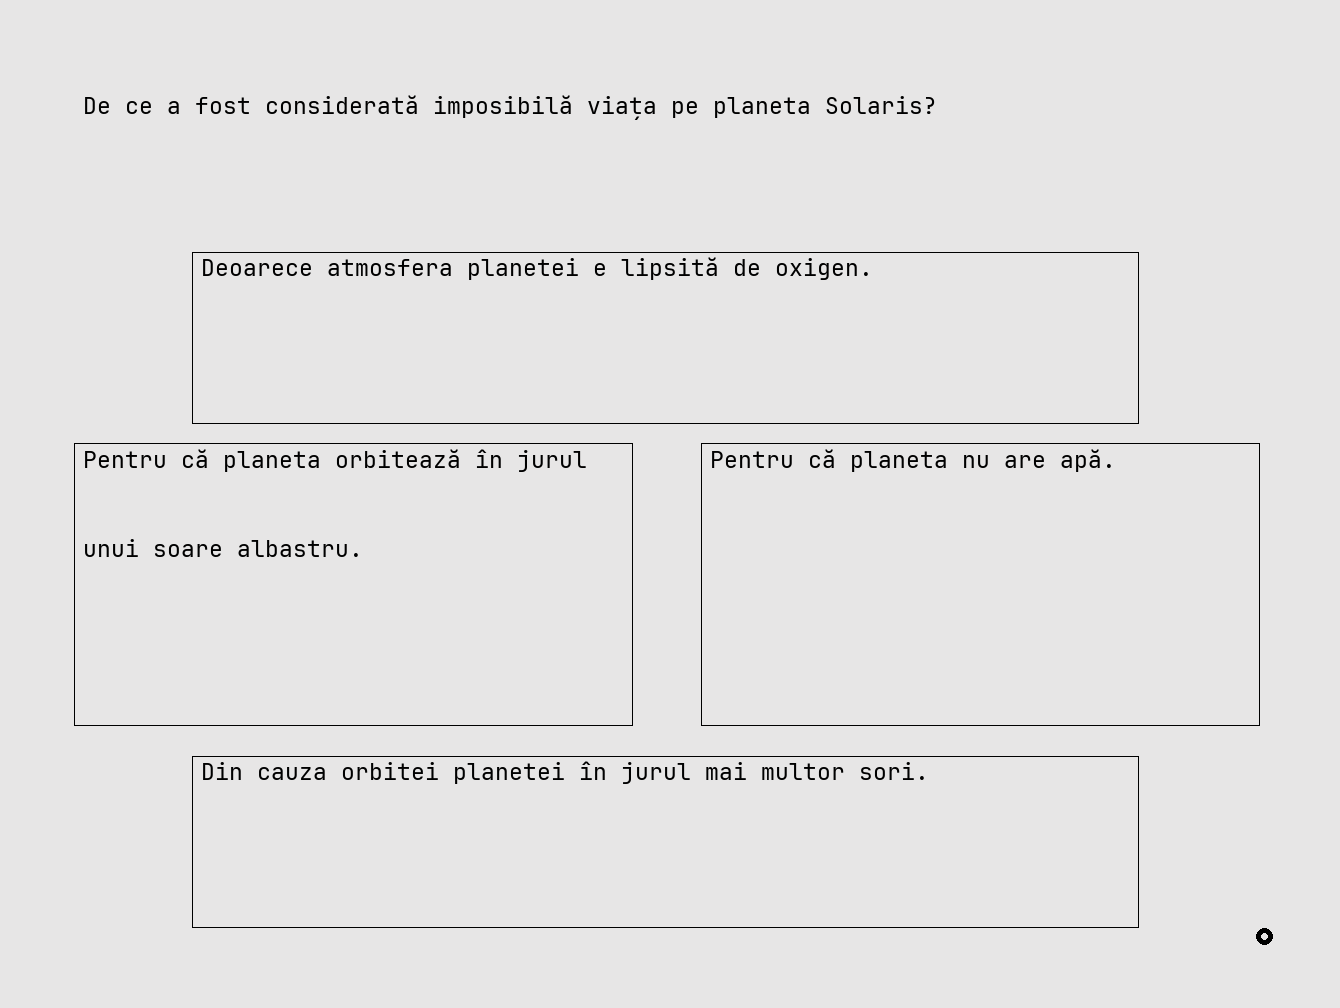 De ce a fost considerată imposibilă viața pe planeta Solaris?
Deoarece atmosfera planetei e lipsită de oxigen.
Pentru că planeta orbitează în jurul
unui soare albastru.
Pentru că planeta nu are apă.
Din cauza orbitei planetei în jurul mai multor sori.